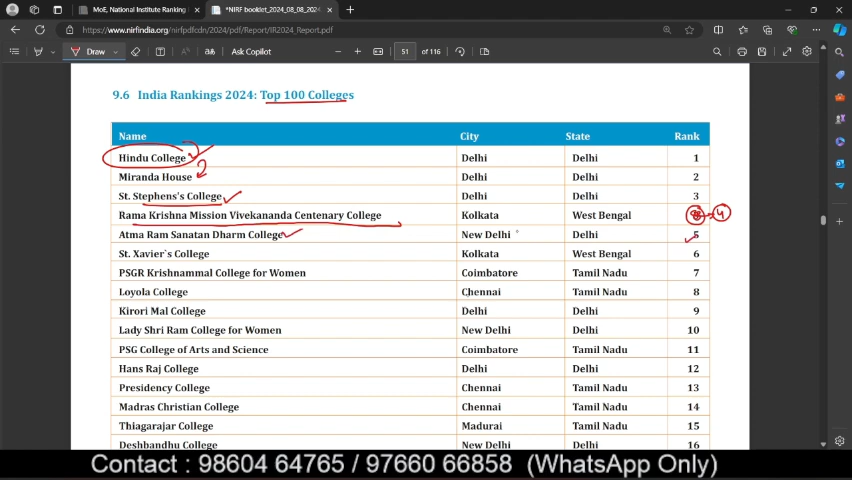 MoE, National Institute Ranking
*NIRF booklet_2024_08_08_2024_
https://www.nirfindia.org/nirfpdfcdn/2024/pdf/Report/IR2024_Report.pdf
Draw
Ask Copilot
51 of 116
9.6 India Rankings 2024: Top 100 Colleges
Name City State Rank
Hindu College Delhi Delhi 1
Miranda House Delhi Delhi 2
St. Stephens's College Delhi Delhi 3
Rama Krishna Mission Vivekananda Centenary College Kolkata West Bengal 8 → 4
Atma Ram Sanatan Dharm College New Delhi Delhi 5
St. Xavier`s College Kolkata West Bengal 6
PSGR Krishnammal College for Women Coimbatore Tamil Nadu 7
Loyola College Chennai Tamil Nadu 8
Kirori Mal College Delhi Delhi 9
Lady Shri Ram College for Women New Delhi Delhi 10
PSG College of Arts and Science Coimbatore Tamil Nadu 11
Hans Raj College Delhi Delhi 12
Presidency College Chennai Tamil Nadu 13
Madras Christian College Chennai Tamil Nadu 14
Thiagarajar College Madurai Tamil Nadu 15
Deshbandhu College New Delhi Delhi 16
Contact : 98604 64765 / 97660 66858 (WhatsApp Only)